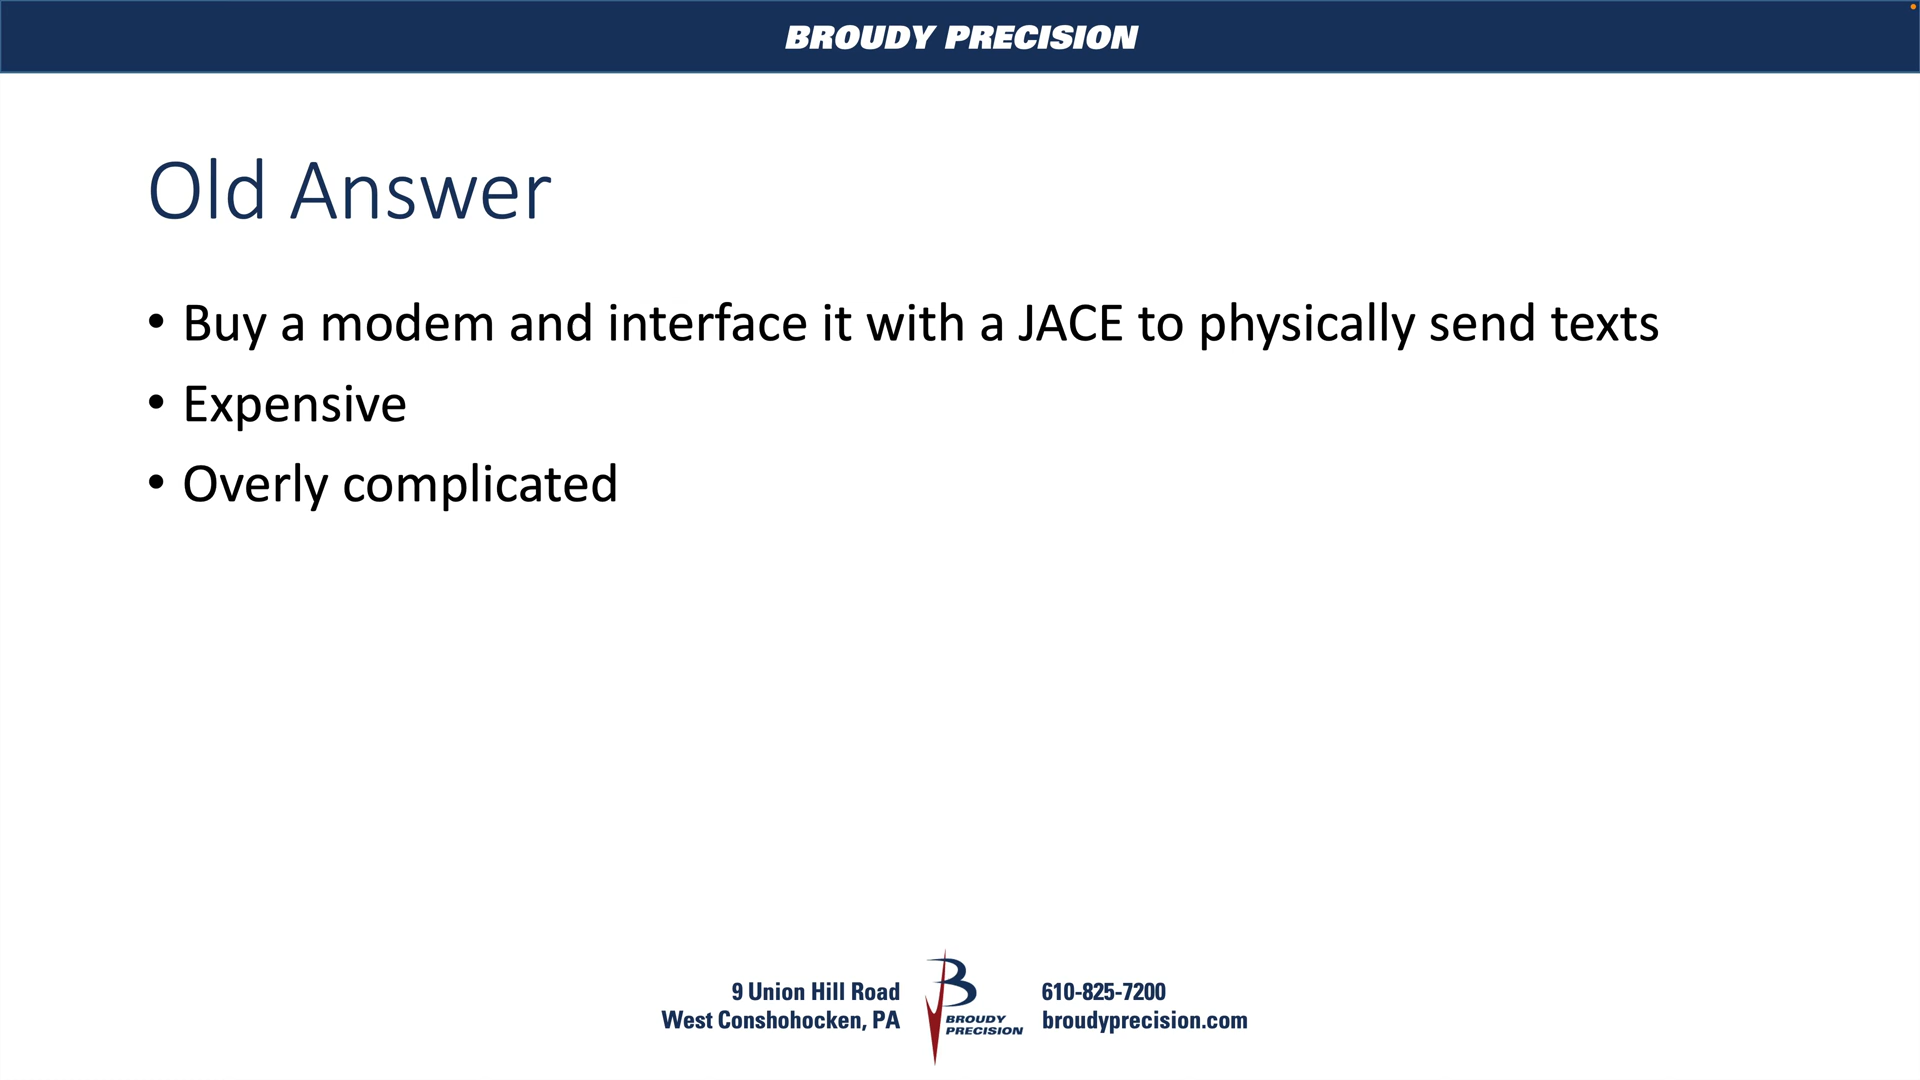 BROUDY PRECISION
Old Answer
• Buy a modem and interface it with a JACE to physically send texts
• Expensive
• Overly complicated
9 Union Hill Road
West Conshohocken, PA
B
BROUDY
PRECISION
610-825-7200
broudyprecision.com